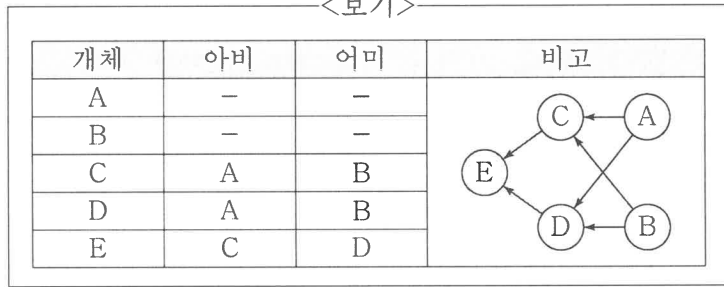 <보기>
개체 아비 어미 비고
A – –
B – –
C A B
D A B
E C D
C A
E
D B